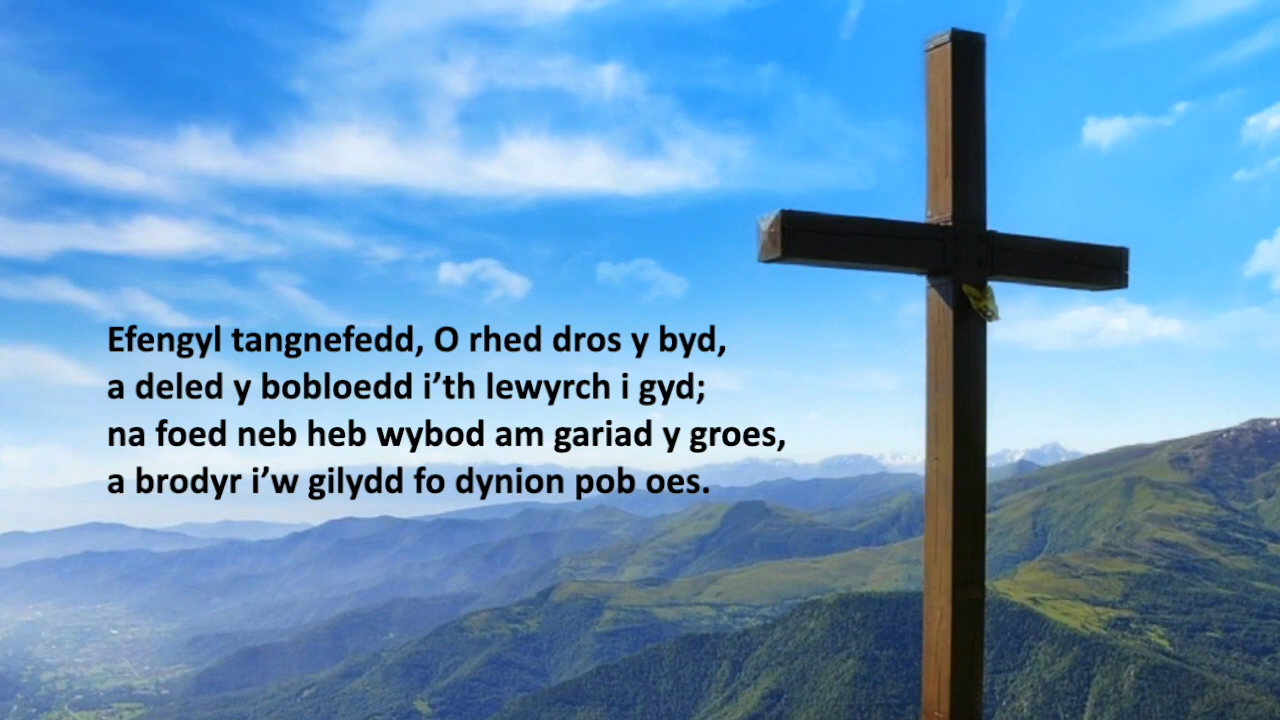 Efengyl tangnefedd, O rhed dros y byd,
a deled y bobloedd i’th lewyrch i gyd;
na foed neb heb wybod am gariad y groes,
a brodyr i’w gilydd fo dynion pob oes.